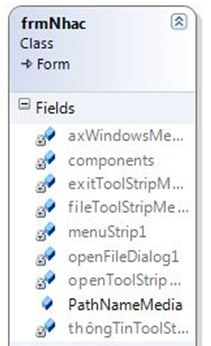 frmNhac
Class
Form
Fields
axWindowsMe...
components
exitToolStripM...
fileToolStripMe...
menuStrip1
openFileDialog1
openToolStrip...
PathNameMedia
thôngTinToolSt...